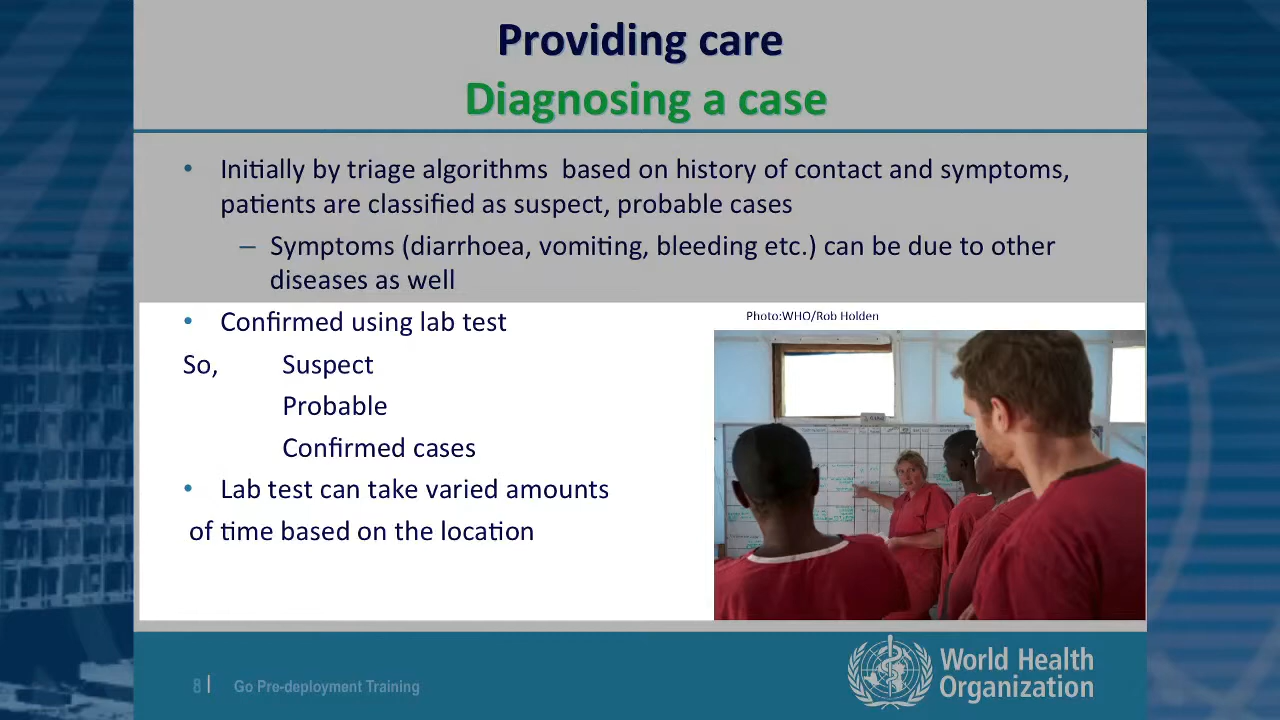 Providing care
Diagnosing a case
• Initially by triage algorithms based on history of contact and symptoms,
patients are classified as suspect, probable cases
– Symptoms (diarrhoea, vomiting, bleeding etc.) can be due to other
diseases as well
• Confirmed using lab test
Photo:WHO/Rob Holden
So, Suspect
Probable
Confirmed cases
• Lab test can take varied amounts
of time based on the location
8 | Go Pre-deployment Training
World Health
Organization